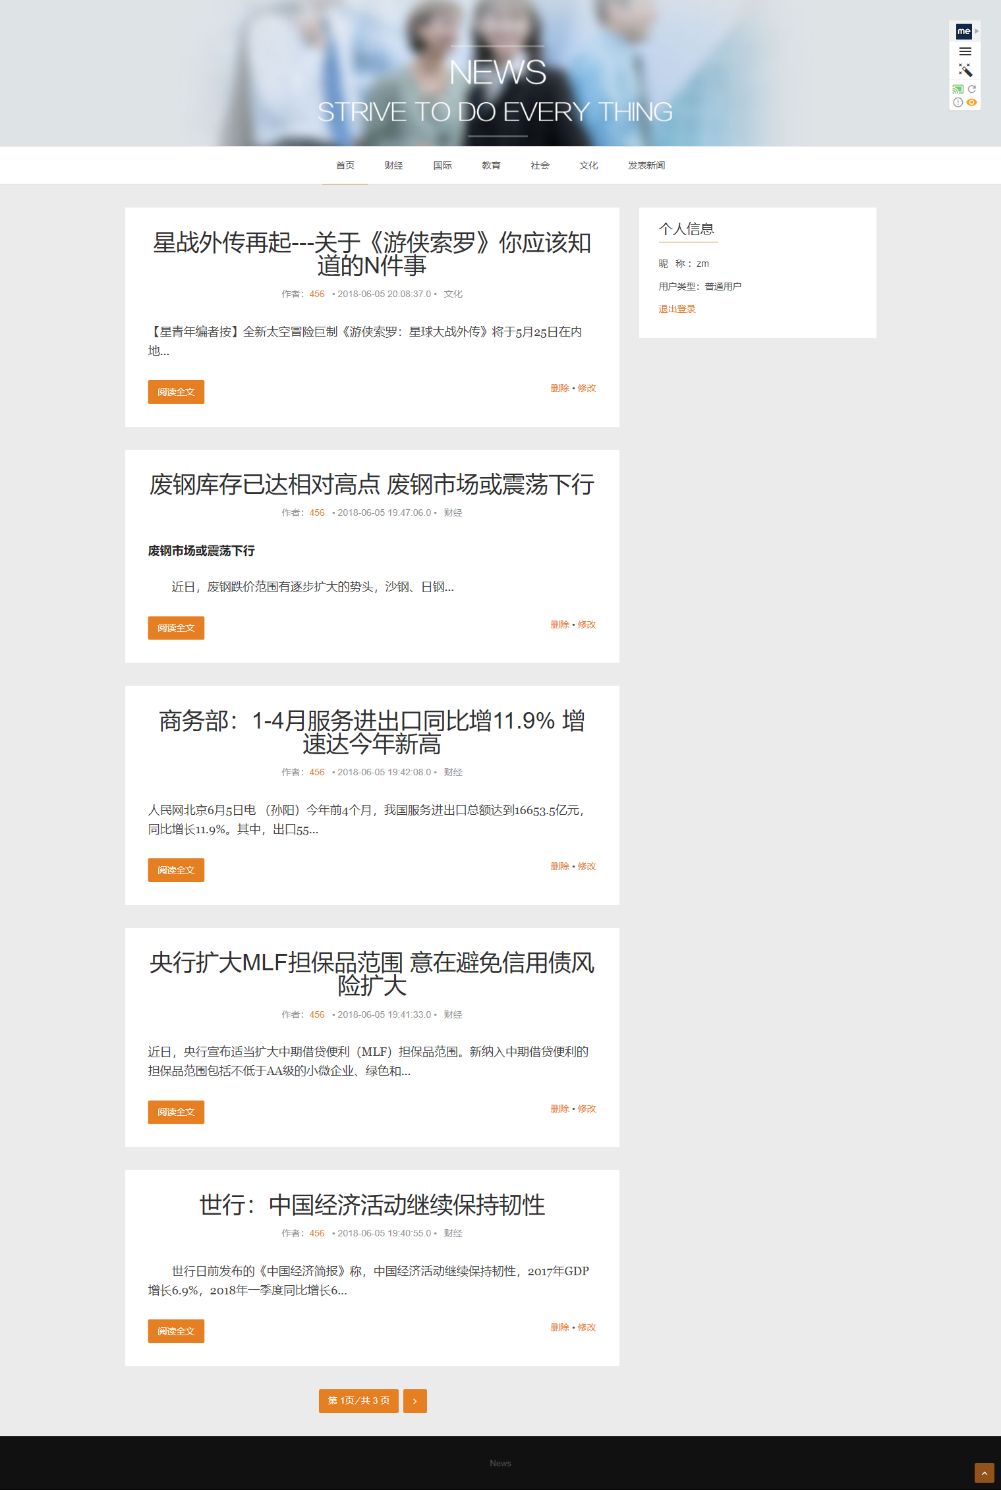 NEWS
STRIVE TO DO EVERY THING
me
首页 财经 国际 教育 社会 文化 发表新闻
星战外传再起---关于《游侠索罗》你应该知
道的N件事
作者：456 • 2018-06-05 20:08:37.0 • 文化
【星青年编者按】全新太空冒险巨制《游侠索罗：星球大战外传》将于5月25日在内
地...
阅读全文
删除 • 修改
个人信息
昵 称：zm
用户类型：普通用户
退出登录
废钢库存已达相对高点 废钢市场或震荡下行
作者：456 • 2018-06-05 19:47:06.0 • 财经
废钢市场或震荡下行
近日，废钢跌价范围有逐步扩大的势头，沙钢、日钢...
阅读全文
删除 • 修改
商务部：1-4月服务进出口同比增11.9% 增
速达今年新高
作者：456 • 2018-06-05 19:42:08.0 • 财经
人民网北京6月5日电 （孙阳）今年前4个月，我国服务进出口总额达到16653.5亿元，
同比增长11.9%。其中，出口55...
阅读全文
删除 • 修改
央行扩大MLF担保品范围 意在避免信用债风
险扩大
作者：456 • 2018-06-05 19:41:33.0 • 财经
近日，央行宣布适当扩大中期借贷便利（MLF）担保品范围。新纳入中期借贷便利的
担保品范围包括不低于AA级的小微企业、绿色和...
阅读全文
删除 • 修改
世行：中国经济活动继续保持韧性
作者：456 • 2018-06-05 19:40:55.0 • 财经
世行日前发布的《中国经济简报》称，中国经济活动继续保持韧性，2017年GDP
增长6.9%，2018年一季度同比增长6...
阅读全文
删除 • 修改
第 1页/共 3 页 ›
News